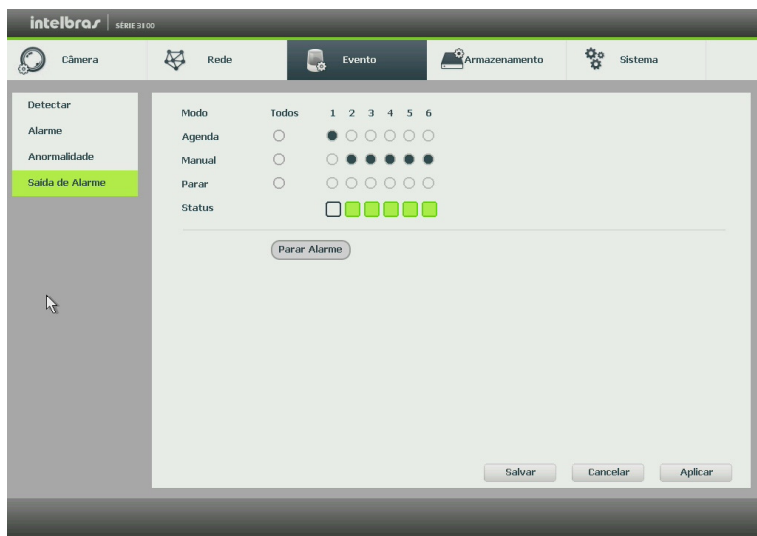 intelbras SÉRIE 3100
Câmera Rede Evento Armazenamento Sistema
Detectar
Alarme
Anormalidade
Saída de Alarme
Modo Todos 1 2 3 4 5 6
Agenda
Manual
Parar
Status
Parar Alarme
Salvar Cancelar Aplicar